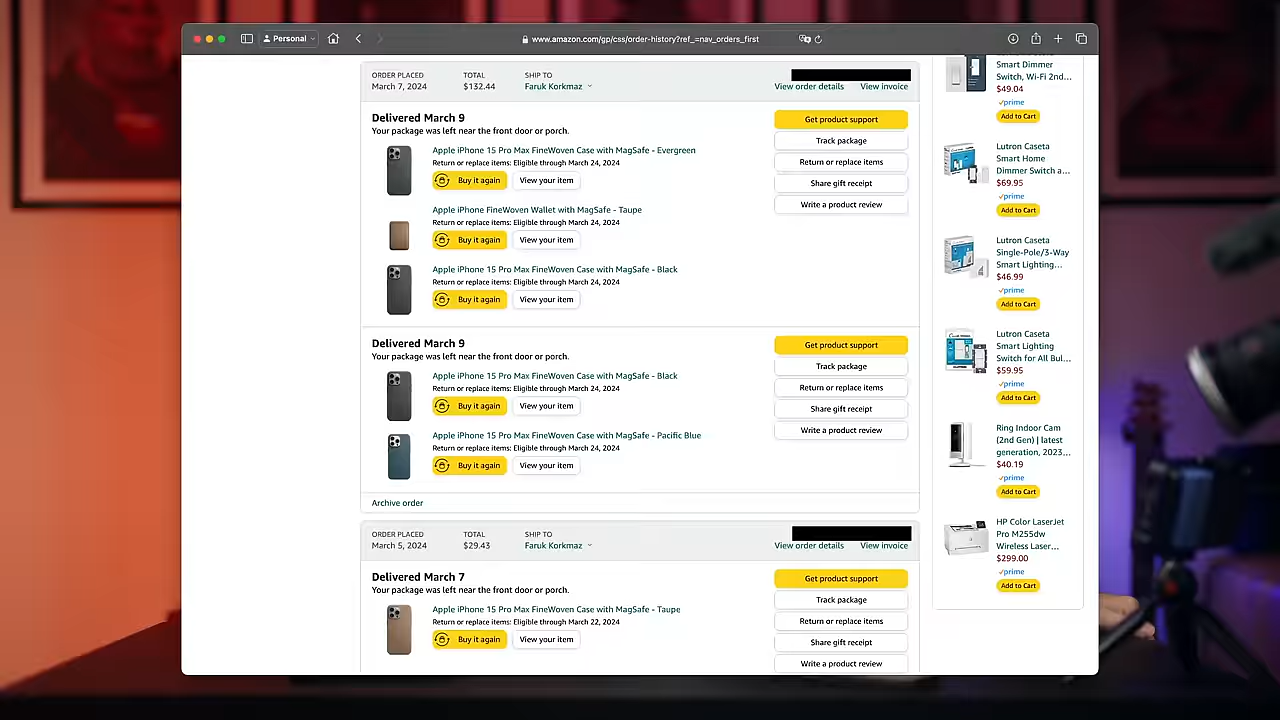 Personal
www.amazon.com/gp/css/order-history?ref_=nav_orders_first
ORDER PLACED
March 7, 2024
TOTAL
$132.44
SHIP TO
Faruk Korkmaz
View order details
View invoice
Delivered March 9
Your package was left near the front door or porch.
Apple iPhone 15 Pro Max FineWoven Case with MagSafe - Evergreen
Return or replace items: Eligible through March 24, 2024
Buy it again
View your item
Apple iPhone FineWoven Wallet with MagSafe - Taupe
Return or replace items: Eligible through March 24, 2024
Buy it again
View your item
Apple iPhone 15 Pro Max FineWoven Case with MagSafe - Black
Return or replace items: Eligible through March 24, 2024
Buy it again
View your item
Get product support
Track package
Return or replace items
Share gift receipt
Write a product review
Delivered March 9
Your package was left near the front door or porch.
Apple iPhone 15 Pro Max FineWoven Case with MagSafe - Black
Return or replace items: Eligible through March 24, 2024
Buy it again
View your item
Apple iPhone 15 Pro Max FineWoven Case with MagSafe - Pacific Blue
Return or replace items: Eligible through March 24, 2024
Buy it again
View your item
Get product support
Track package
Return or replace items
Share gift receipt
Write a product review
Archive order
ORDER PLACED
March 5, 2024
TOTAL
$29.43
SHIP TO
Faruk Korkmaz
View order details
View invoice
Delivered March 7
Your package was left near the front door or porch.
Apple iPhone 15 Pro Max FineWoven Case with MagSafe - Taupe
Return or replace items: Eligible through March 22, 2024
Buy it again
View your item
Get product support
Track package
Return or replace items
Share gift receipt
Write a product review
Smart Dimmer
Switch, Wi-Fi 2nd...
$49.04
prime
Add to Cart
Lutron Caseta
Smart Home
Dimmer Switch a...
$69.95
prime
Add to Cart
Lutron Caseta
Single-Pole/3-Way
Smart Lighting...
$46.99
prime
Add to Cart
Lutron Caseta
Smart Lighting
Switch for All Bul...
$59.95
prime
Add to Cart
Ring Indoor Cam
(2nd Gen) | latest
generation, 2023...
$40.19
prime
Add to Cart
HP Color LaserJet
Pro M255dw
Wireless Laser...
$299.00
prime
Add to Cart